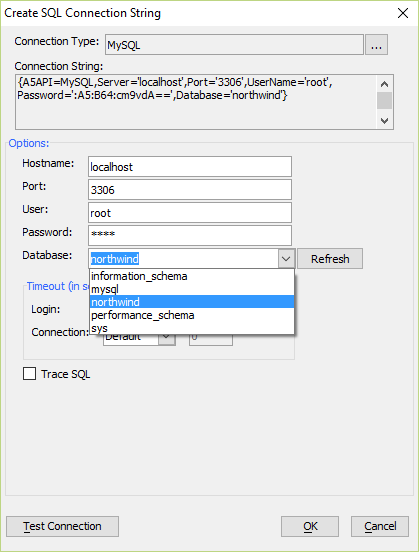 Create SQL Connection String
Connection Type: MySQL ...
Connection String:
{A5API=MySQL,Server='localhost',Port='3306',UserName='root',
Password=':A5:B64:cm9vdA==',Database='northwind'}
Options:
Hostname: localhost
Port: 3306
User: root
Password: ****
Database: northwind Refresh
information_schema
mysql
northwind
performance_schema
sys
Timeout (in se
Login:
Connection: Default 0
Trace SQL
Test Connection OK Cancel